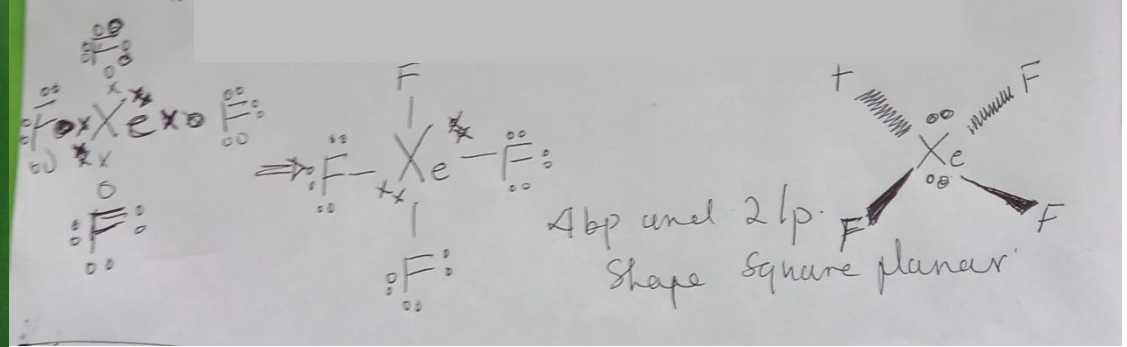 F
F Xe F
F
⇒
F
F - Xe - F
F
4bp and 2lp.
Shape Square planar
F F
Xe
F F